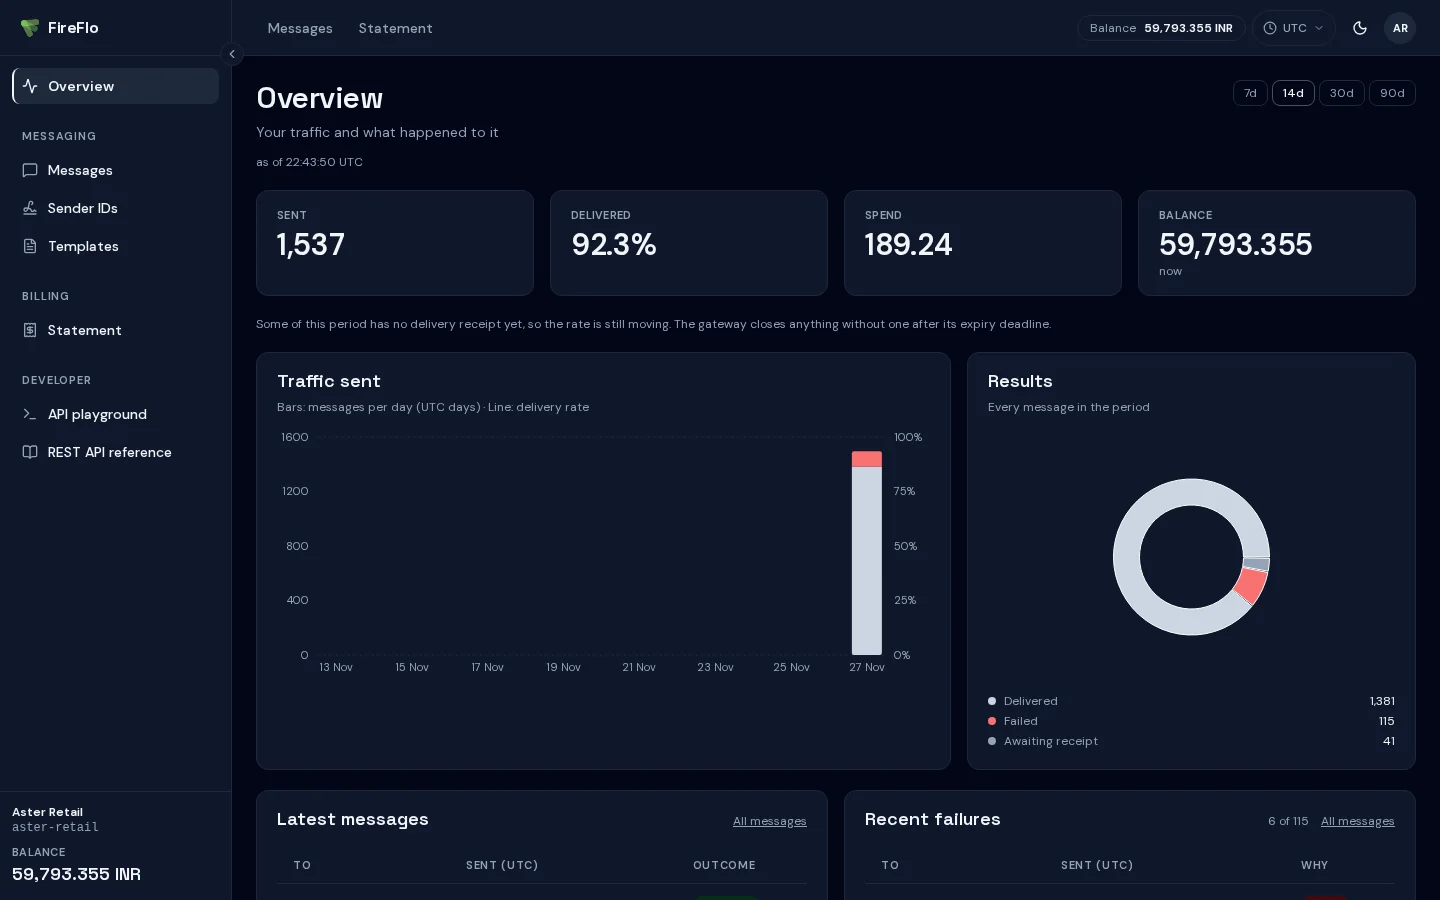 FireFlo
Messages
Statement
Balance 59,793.355 INR
UTC
AR
Overview
MESSAGING
Messages
Sender IDs
Templates
BILLING
Statement
DEVELOPER
API playground
REST API reference
Aster Retail
aster-retail
BALANCE
59,793.355 INR
Overview
7d 14d 30d 90d
Your traffic and what happened to it
as of 22:43:50 UTC
SENT
1,537
DELIVERED
92.3%
SPEND
189.24
BALANCE
59,793.355
now
Some of this period has no delivery receipt yet, so the rate is still moving. The gateway closes anything without one after its expiry deadline.
Traffic sent
Bars: messages per day (UTC days) · Line: delivery rate
1600 100%
1200 75%
800 50%
400 25%
0 0%
13 Nov 15 Nov 17 Nov 19 Nov 21 Nov 23 Nov 25 Nov 27 Nov
Results
Every message in the period
Delivered 1,381
Failed 115
Awaiting receipt 41
Latest messages
All messages
TO SENT (UTC) OUTCOME
Recent failures
6 of 115 All messages
TO SENT (UTC) WHY